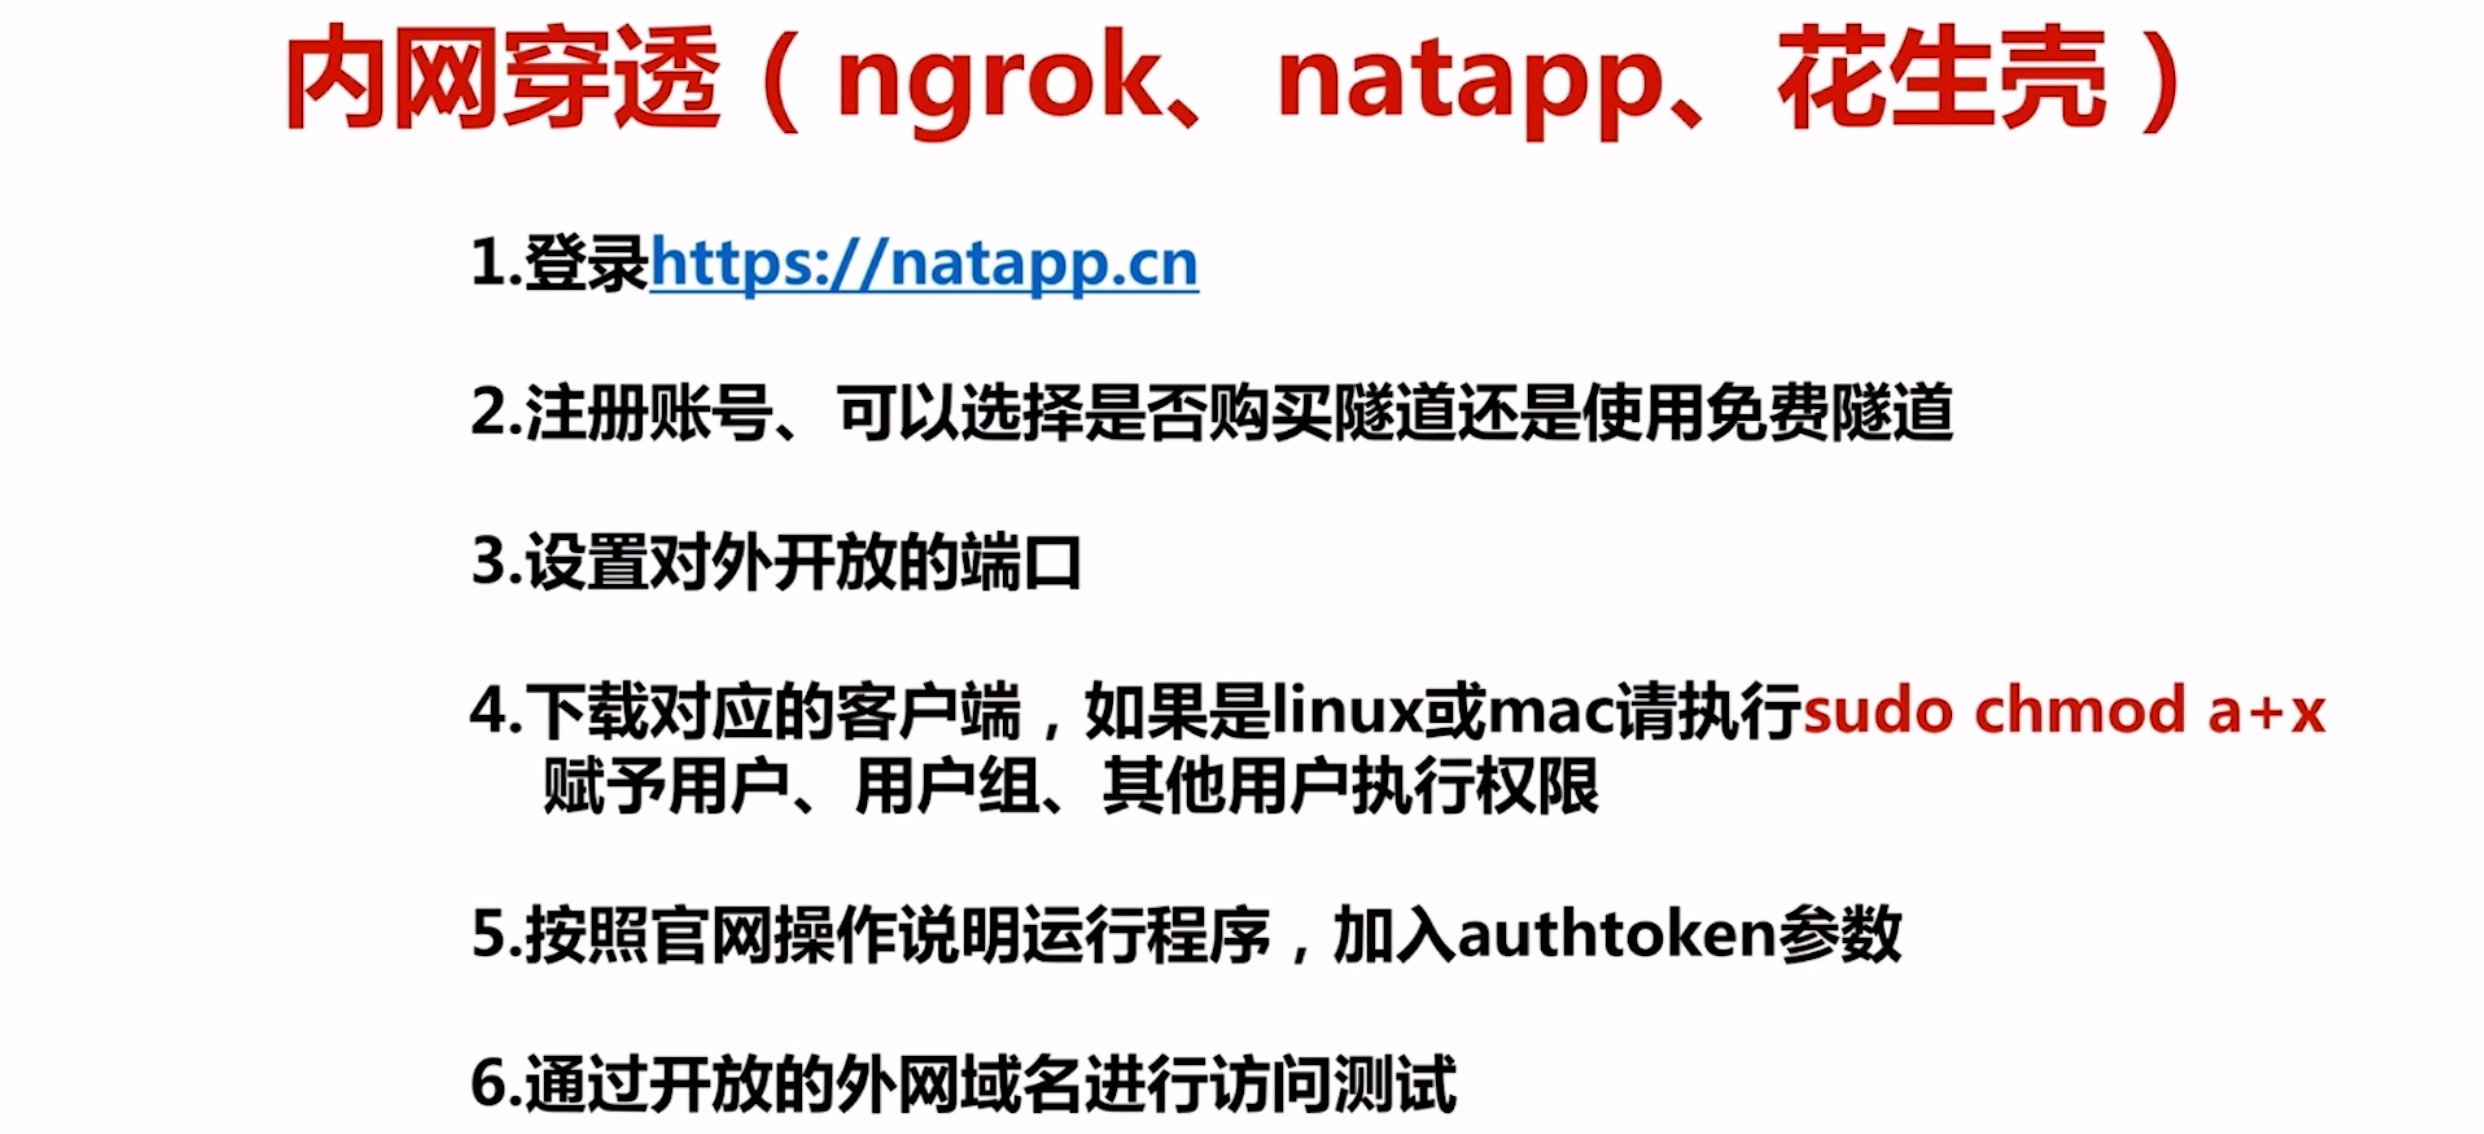 内网穿透（ngrok、natapp、花生壳）
1.登录https://natapp.cn
2.注册账号、可以选择是否购买隧道还是使用免费隧道
3.设置对外开放的端口
4.下载对应的客户端，如果是linux或mac请执行sudo chmod a+x
赋予用户、用户组、其他用户执行权限
5.按照官网操作说明运行程序，加入authtoken参数
6.通过开放的外网域名进行访问测试